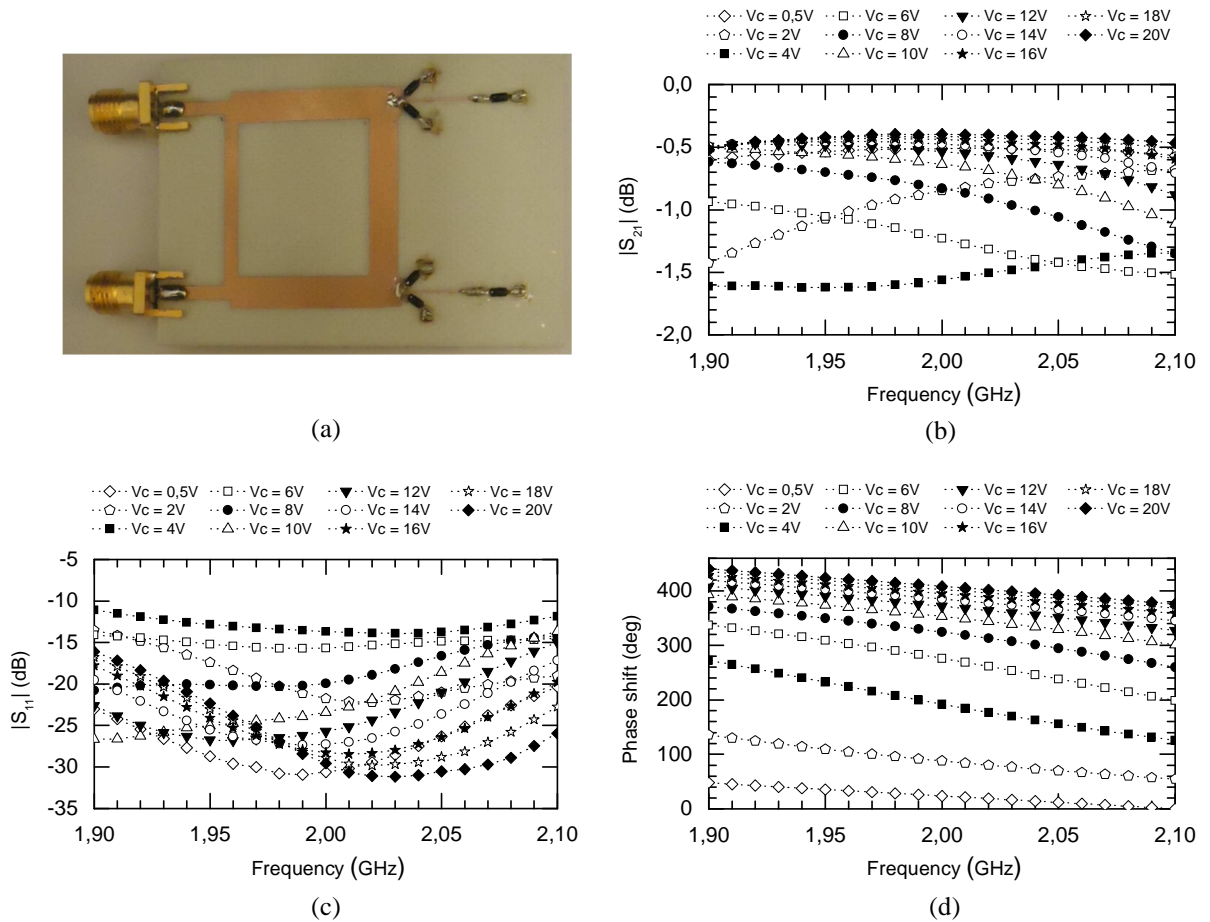 Vc = 0,5V Vc = 6V Vc = 12V Vc = 18V
Vc = 2V Vc = 8V Vc = 14V Vc = 20V
Vc = 4V Vc = 10V Vc = 16V
0,0
-0,5
-1,0
-1,5
-2,0
|S21| (dB)
1,90 1,95 2,00 2,05 2,10
Frequency (GHz)
(a)
(b)
Vc = 0,5V Vc = 6V Vc = 12V Vc = 18V
Vc = 2V Vc = 8V Vc = 14V Vc = 20V
Vc = 4V Vc = 10V Vc = 16V
-5
-10
-15
-20
-25
-30
-35
|S11| (dB)
1,90 1,95 2,00 2,05 2,10
Frequency (GHz)
(c)
Vc = 0,5V Vc = 6V Vc = 12V Vc = 18V
Vc = 2V Vc = 8V Vc = 14V Vc = 20V
Vc = 4V Vc = 10V Vc = 16V
400
300
200
100
0
Phase shift (deg)
1,90 1,95 2,00 2,05 2,10
Frequency (GHz)
(d)